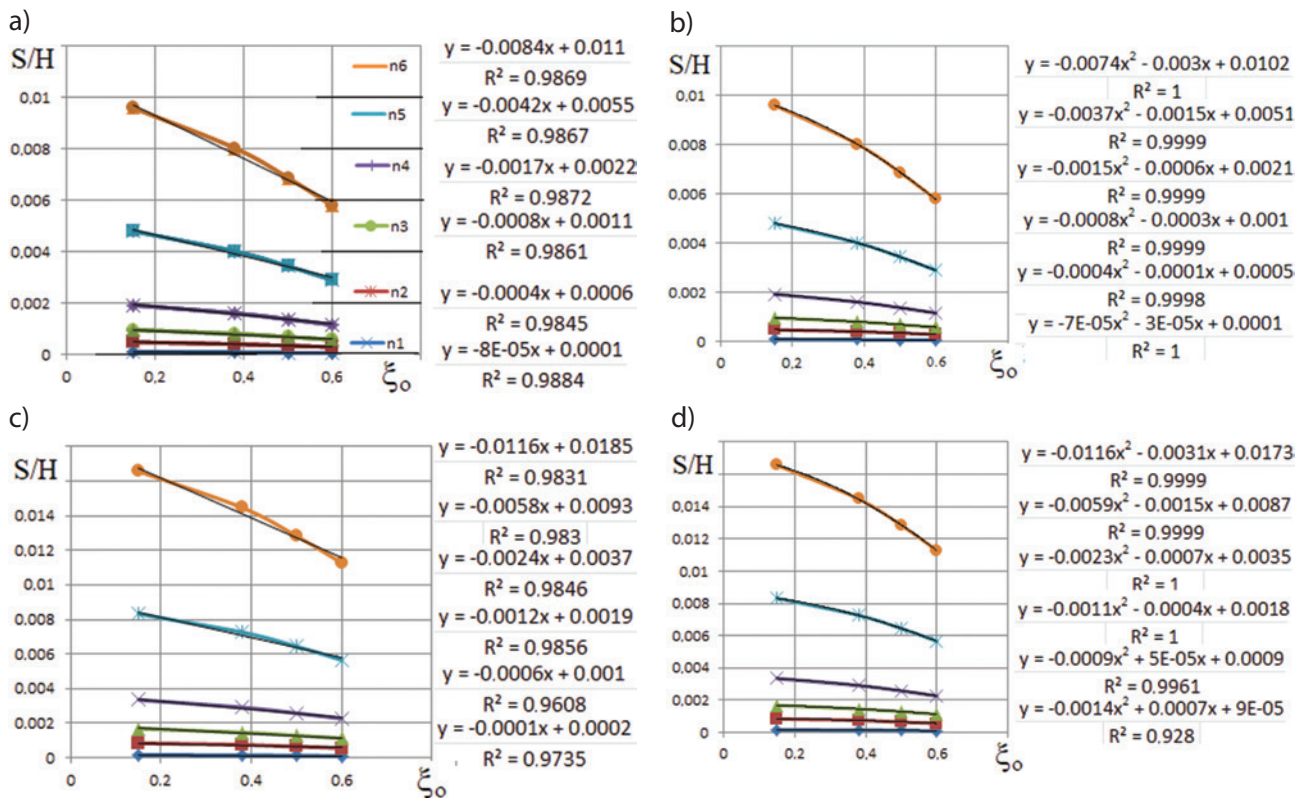 a)
S/H
0,01
0,008
0,006
0,004
0,002
0
0
0,2
0,4
0,6
ξo
n6
n5
n4
n3
n2
n1
y = -0.0084x + 0.011
R² = 0.9869
y = -0.0042x + 0.0055
R² = 0.9867
y = -0.0017x + 0.0022
R² = 0.9872
y = -0.0008x + 0.0011
R² = 0.9861
y = -0.0004x + 0.0006
R² = 0.9845
y = -8E-05x + 0.0001
R² = 0.9884
b)
S/H
0,01
0,008
0,006
0,004
0,002
0
0
0,2
0,4
0,6
ξo
y = -0.0074x² - 0.003x + 0.0102
R² = 1
y = -0.0037x² - 0.0015x + 0.0051
R² = 0.9999
y = -0.0015x² - 0.0006x + 0.0021
R² = 0.9999
y = -0.0008x² - 0.0003x + 0.001
R² = 0.9999
y = -0.0004x² - 0.0001x + 0.0005
R² = 0.9998
y = -7E-05x² - 3E-05x + 0.0001
R² = 1
c)
S/H
0,014
0,012
0,01
0,008
0,006
0,004
0,002
0
0
0,2
0,4
0,6
ξo
y = -0.0116x + 0.0185
R² = 0.9831
y = -0.0058x + 0.0093
R² = 0.983
y = -0.0024x + 0.0037
R² = 0.9846
y = -0.0012x + 0.0019
R² = 0.9856
y = -0.0006x + 0.001
R² = 0.9608
y = -0.0001x + 0.0002
R² = 0.9735
d)
S/H
0,014
0,012
0,01
0,008
0,006
0,004
0,002
0
0
0,2
0,4
0,6
ξo
y = -0.0116x² - 0.0031x + 0.0173
R² = 0.9999
y = -0.0059x² - 0.0015x + 0.0087
R² = 0.9999
y = -0.0023x² - 0.0007x + 0.0035
R² = 1
y = -0.0011x² - 0.0004x + 0.0018
R² = 1
y = -0.0009x² + 5E-05x + 0.0009
R² = 0.9961
y = -0.0014x² + 0.0007x + 9E-05
R² = 0.928